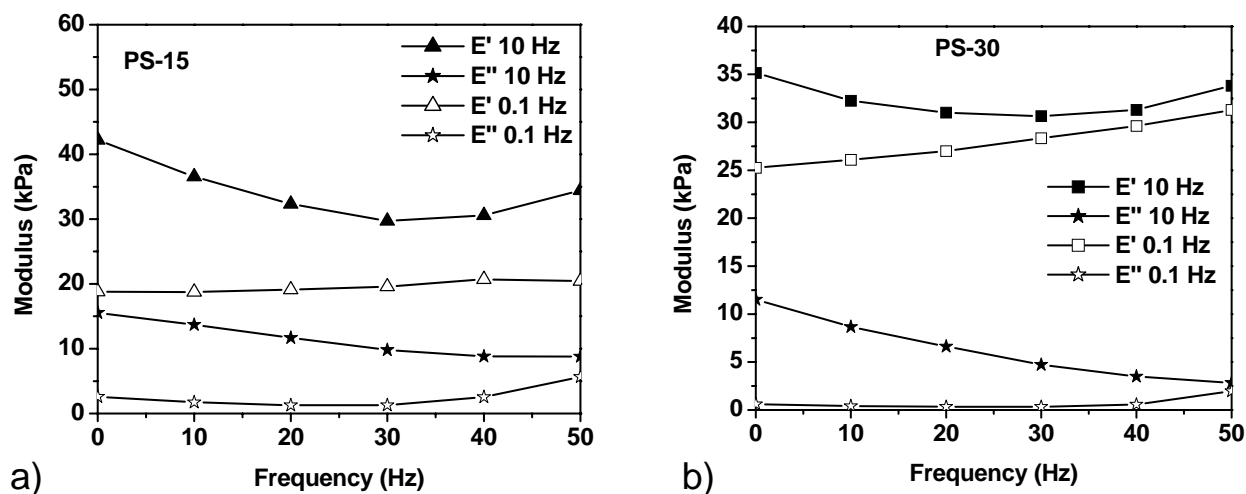 PS-15
E' 10 Hz
E'' 10 Hz
E' 0.1 Hz
E'' 0.1 Hz
60
50
40
30
20
10
0
Modulus (kPa)
0 10 20 30 40 50
Frequency (Hz)
a)
PS-30
E' 10 Hz
E'' 10 Hz
E' 0.1 Hz
E'' 0.1 Hz
40
35
30
25
20
15
10
5
0
Modulus (kPa)
0 10 20 30 40 50
Frequency (Hz)
b)